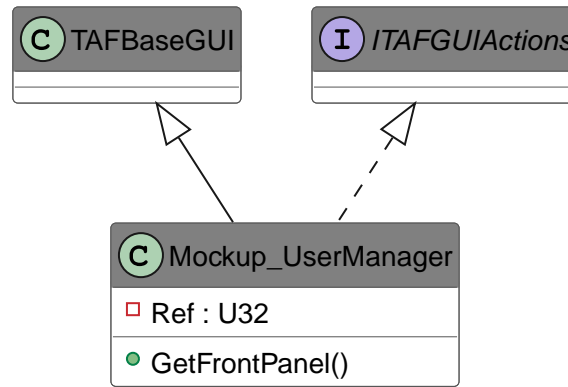 C TAFBaseGUI
I ITAFGUIActions
C Mockup_UserManager
Ref : U32
GetFrontPanel()